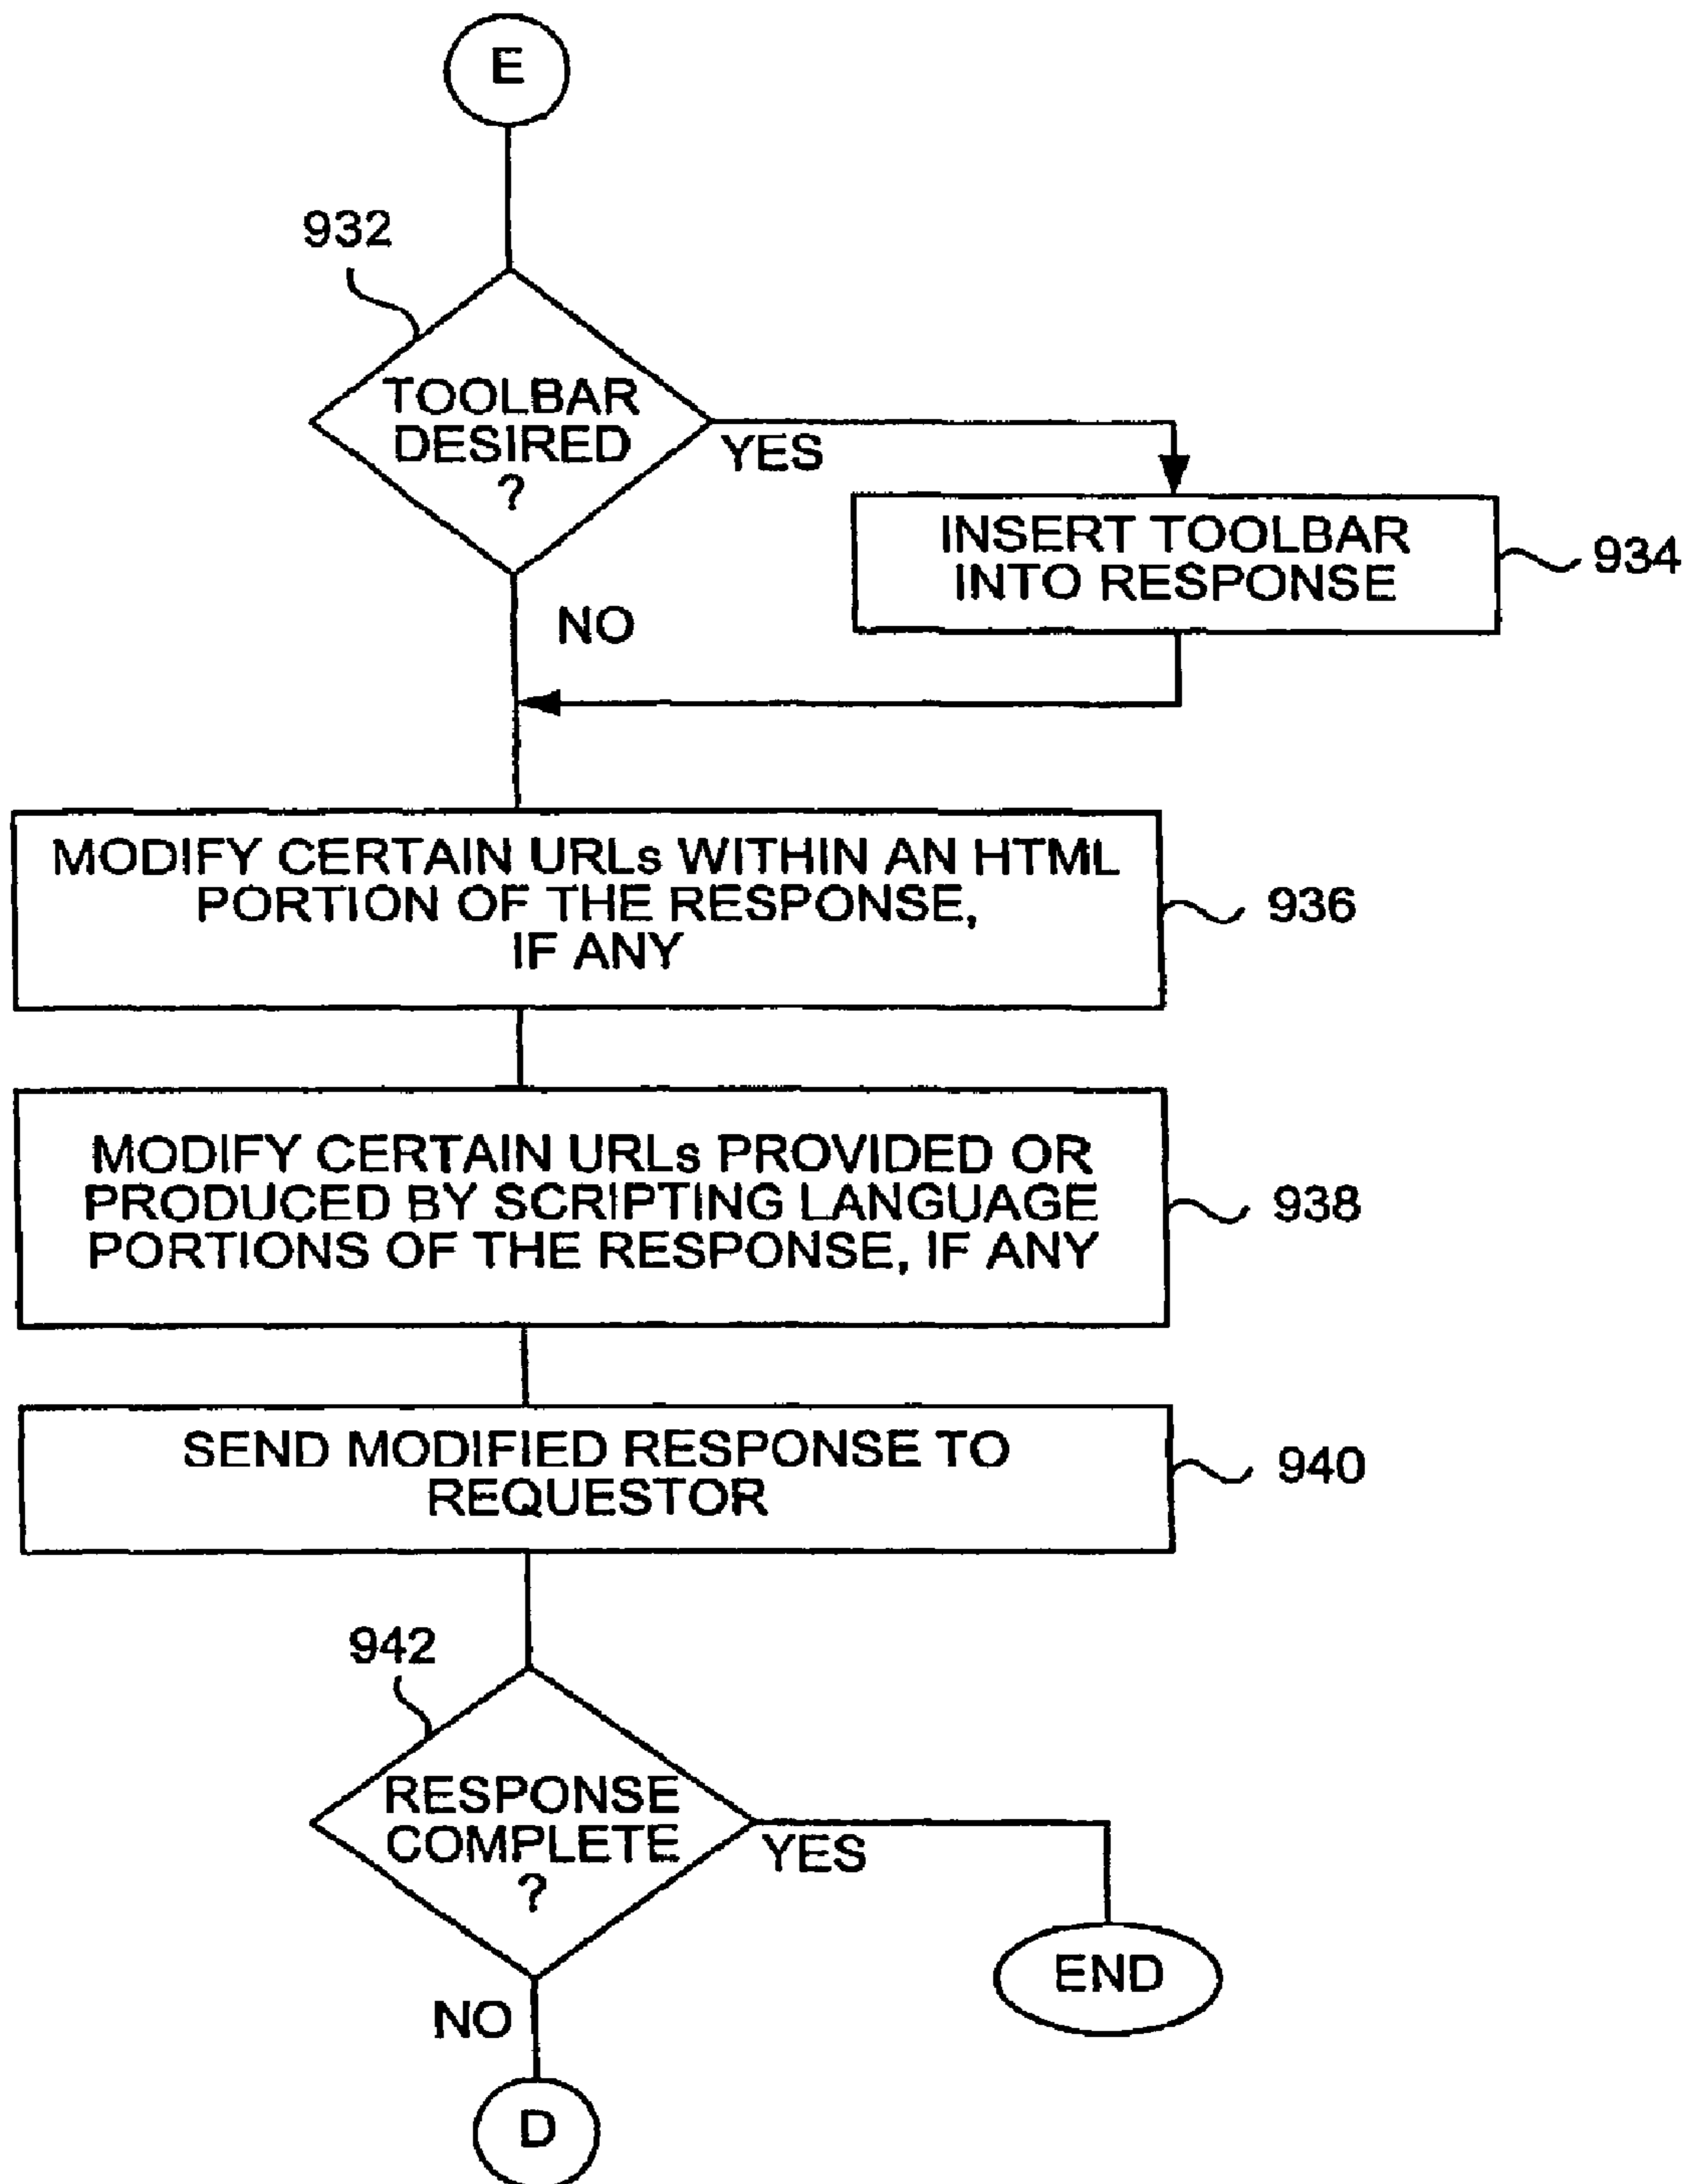 E
932
TOOLBAR
DESIRED
?
YES
INSERT TOOLBAR
INTO RESPONSE
934
NO
MODIFY CERTAIN URLs WITHIN AN HTML
PORTION OF THE RESPONSE,
IF ANY
936
MODIFY CERTAIN URLs PROVIDED OR
PRODUCED BY SCRIPTING LANGUAGE
PORTIONS OF THE RESPONSE, IF ANY
938
SEND MODIFIED RESPONSE TO
REQUESTOR
940
942
RESPONSE
COMPLETE
?
YES
END
NO
D